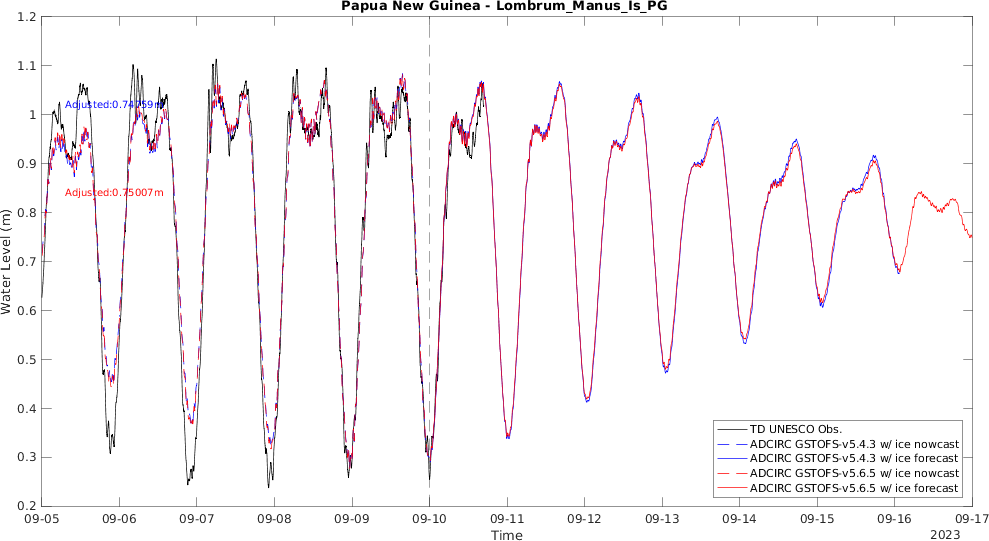 Papua New Guinea - Lombrum_Manus_Is_PG
1.2
1.1
1
0.9
0.8
0.7
0.6
0.5
0.4
0.3
0.2
Water Level (m)
Adjusted:0.74759m
Adjusted:0.75007m
TD UNESCO Obs.
ADCIRC GSTOFS-v5.4.3 w/ ice nowcast
ADCIRC GSTOFS-v5.4.3 w/ ice forecast
ADCIRC GSTOFS-v5.6.5 w/ ice nowcast
ADCIRC GSTOFS-v5.6.5 w/ ice forecast
09-05 09-06 09-07 09-08 09-09 09-10 09-11 09-12 09-13 09-14 09-15 09-16 09-17
Time
2023